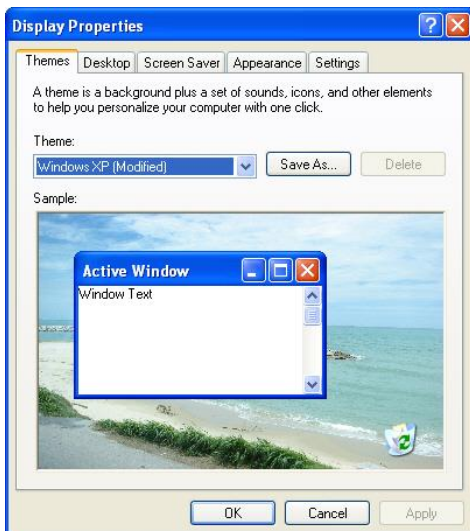 Display Properties
Themes Desktop Screen Saver Appearance Settings
A theme is a background plus a set of sounds, icons, and other elements
to help you personalize your computer with one click.
Theme:
Windows XP (Modified) Save As... Delete
Sample:
Active Window
Window Text
OK Cancel Apply